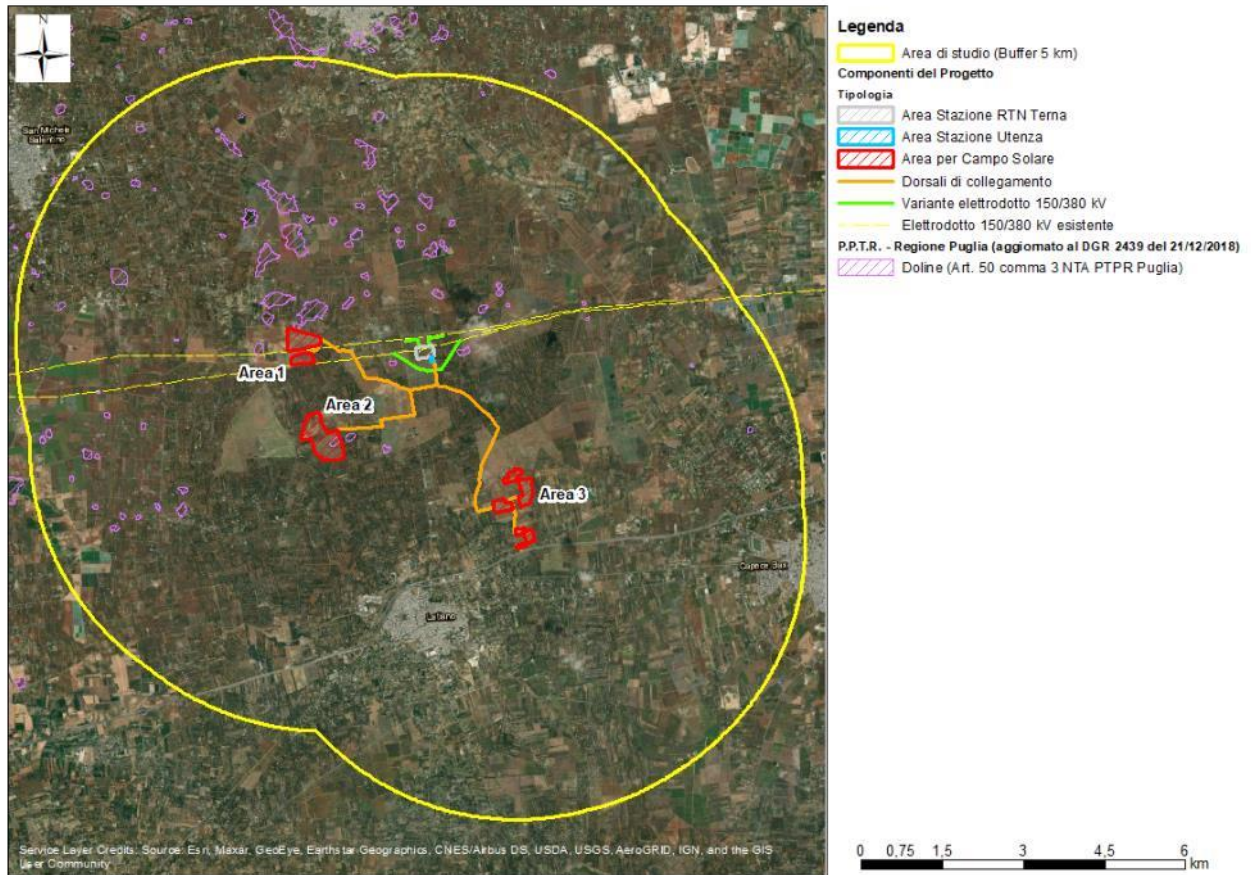 N
San Michele
Salentino
Area 1
Area 2
Area 3
Latiano
Service Layer Credits: Source: Esri, Maxar, GeoEye, Earthstar Geographics, CNES/Airbus DS, USDA, USGS, AeroGRID, IGN, and the GIS
User Community
Legenda
Area di studio (Buffer 5 km)
Componenti del Progetto
Tipologia
Area Stazione RTN Terna
Area Stazione Utenza
Area per Campo Solare
Dorsali di collegamento
Variante elettrodotto 150/380 kV
Elettrodotto 150/380 kV esistente
P.P.T.R. - Regione Puglia (aggiornato al DGR 2439 del 21/12/2018)
Doline (Art. 50 comma 3 NTA PTPR Puglia)
0 0,75 1,5 3 4,5 6
km